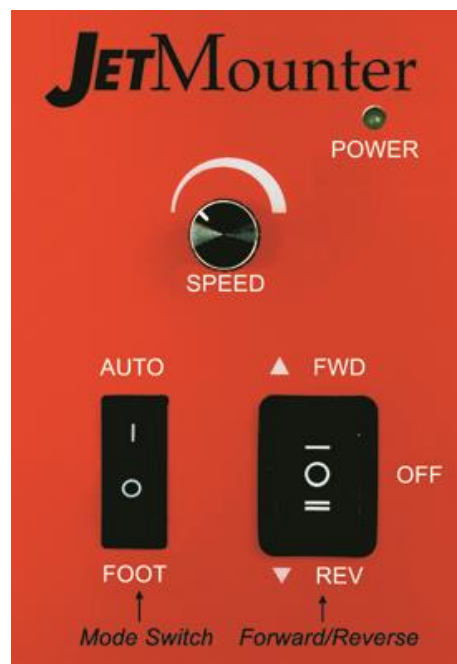 JETMounter
POWER
SPEED
AUTO
FWD
I
O
I
O
II
OFF
FOOT
REV
Mode Switch
Forward/Reverse